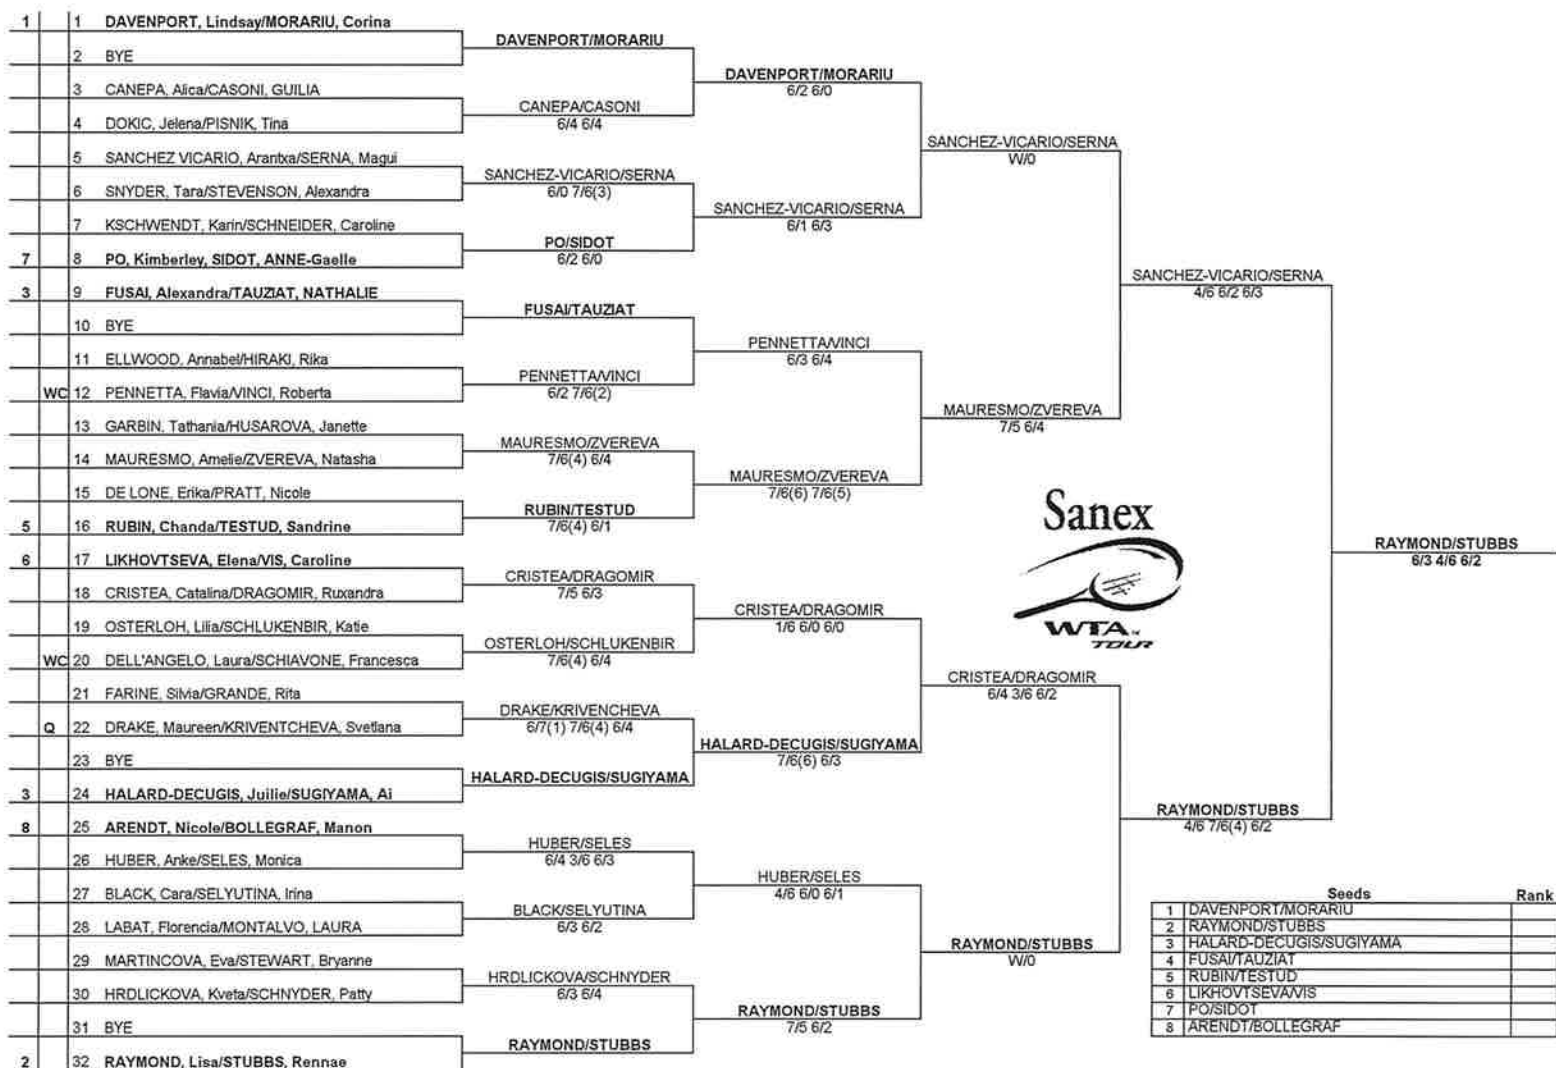 1 1 DAVENPORT, Lindsay/MORARIU, Corina
2 BYE
3 CANEPA, Alica/CASONI, GUILIA
4 DOKIC, Jelena/PISNIK, Tina
5 SANCHEZ VICARIO, Arantxa/SERNA, Magui
6 SNYDER, Tara/STEVENSON, Alexandra
7 KSCHWENDT, Karin/SCHNEIDER, Caroline
7 8 PO, Kimberley, SIDOT, ANNE-Gaelle
3 9 FUSAI, Alexandra/TAUZIAT, NATHALIE
10 BYE
11 ELLWOOD, Annabel/HIRAKI, Rika
WC 12 PENNETTA, Flavia/VINCI, Roberta
13 GARBIN, Tathania/HUSAROVA, Janette
14 MAURESMO, Amelie/ZVEREVA, Natasha
15 DE LONE, Erika/PRATT, Nicole
5 16 RUBIN, Chanda/TESTUD, Sandrine
6 17 LIKHOVTSEVA, Elena/VIS, Caroline
18 CRISTEA, Catalina/DRAGOMIR, Ruxandra
19 OSTERLOH, Lilia/SCHLUKENBIR, Katie
WC 20 DELL'ANGELO, Laura/SCHIAVONE, Francesca
21 FARINE, Silvia/GRANDE, Rita
Q 22 DRAKE, Maureen/KRIVENTCHEVA, Svetlana
23 BYE
3 24 HALARD-DECUGIS, Juilie/SUGIYAMA, Ai
8 25 ARENDT, Nicole/BOLLEGRAF, Manon
26 HUBER, Anke/SELES, Monica
27 BLACK, Cara/SELYUTINA, Irina
28 LABAT, Florencia/MONTALVO, LAURA
29 MARTINCOVA, Eva/STEWART, Bryanne
30 HRDLICKOVA, Kveta/SCHNYDER, Patty
31 BYE
2 32 RAYMOND, Lisa/STUBBS, Rennae
DAVENPORT/MORARIU
CANEPA/CASONI
6/4 6/4
SANCHEZ-VICARIO/SERNA
6/0 7/6(3)
PO/SIDOT
6/2 6/0
FUSAI/TAUZIAT
PENNETTA/VINCI
6/2 7/6(2)
MAURESMO/ZVEREVA
7/6(4) 6/4
RUBIN/TESTUD
7/6(4) 6/1
CRISTEA/DRAGOMIR
7/5 6/3
OSTERLOH/SCHLUKENBIR
7/6(4) 6/4
DRAKE/KRIVENCHEVA
6/7(1) 7/6(4) 6/4
HALARD-DECUGIS/SUGIYAMA
HUBER/SELES
6/4 3/6 6/3
BLACK/SELYUTINA
6/3 6/2
HRDLICKOVA/SCHNYDER
6/3 6/4
RAYMOND/STUBBS
DAVENPORT/MORARIU
6/2 6/0
SANCHEZ-VICARIO/SERNA
6/1 6/3
PENNETTA/VINCI
6/3 6/4
MAURESMO/ZVEREVA
7/6(6) 7/6(5)
CRISTEA/DRAGOMIR
1/6 6/0 6/0
HALARD-DECUGIS/SUGIYAMA
7/6(6) 6/3
HUBER/SELES
4/6 6/0 6/1
RAYMOND/STUBBS
7/5 6/2
SANCHEZ-VICARIO/SERNA
W/0
MAURESMO/ZVEREVA
7/5 6/4
CRISTEA/DRAGOMIR
6/4 3/6 6/2
RAYMOND/STUBBS
W/0
SANCHEZ-VICARIO/SERNA
4/6 6/2 6/3
RAYMOND/STUBBS
4/6 7/6(4) 6/2
RAYMOND/STUBBS
6/3 4/6 6/2
Sanex
WTA
TOUR
Seeds Rank
1 DAVENPORT/MORARIU
2 RAYMOND/STUBBS
3 HALARD-DECUGIS/SUGIYAMA
4 FUSAI/TAUZIAT
5 RUBIN/TESTUD
6 LIKHOVTSEVA/VIS
7 PO/SIDOT
8 ARENDT/BOLLEGRAF